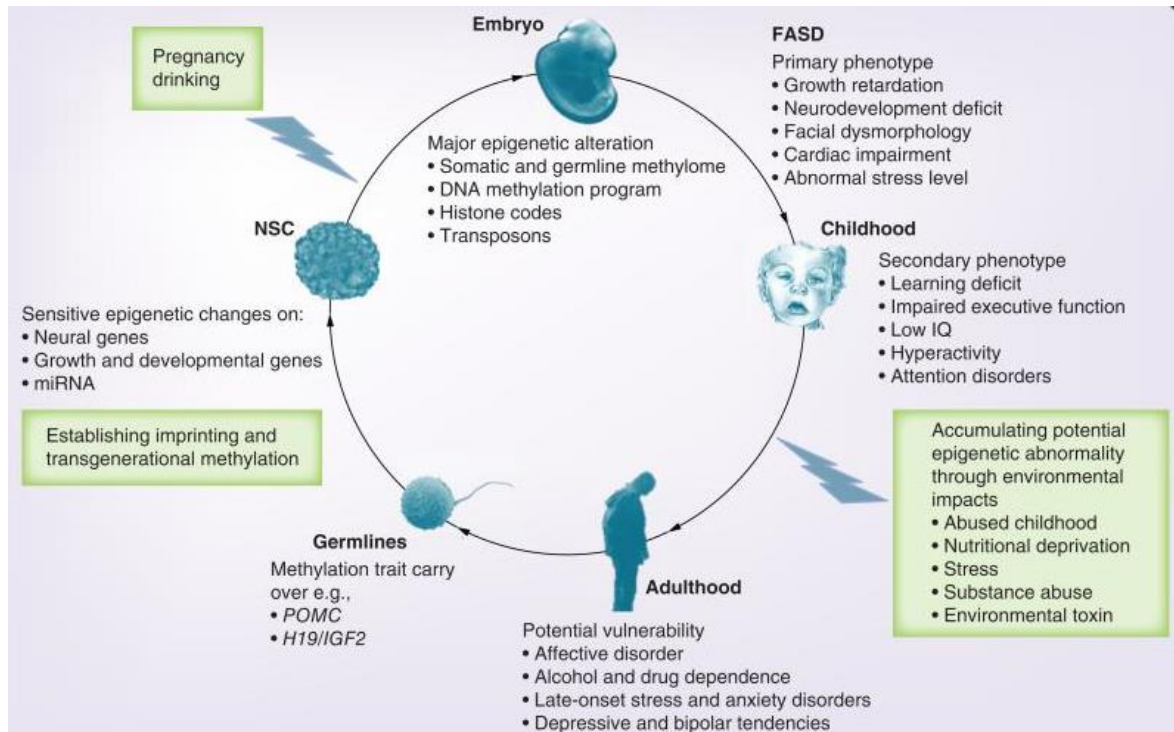 Pregnancy
drinking
Embryo
Major epigenetic alteration
• Somatic and germline methylome
• DNA methylation program
• Histone codes
• Transposons
FASD
Primary phenotype
• Growth retardation
• Neurodevelopment deficit
• Facial dysmorphology
• Cardiac impairment
• Abnormal stress level
Childhood
Secondary phenotype
• Learning deficit
• Impaired executive function
• Low IQ
• Hyperactivity
• Attention disorders
Accumulating potential
epigenetic abnormality
through environmental
impacts
• Abused childhood
• Nutritional deprivation
• Stress
• Substance abuse
• Environmental toxin
Adulthood
Potential vulnerability
• Affective disorder
• Alcohol and drug dependence
• Late-onset stress and anxiety disorders
• Depressive and bipolar tendencies
Germlines
Methylation trait carry
over e.g.,
• POMC
• H19/IGF2
Establishing imprinting and
transgenerational methylation
NSC
Sensitive epigenetic changes on:
• Neural genes
• Growth and developmental genes
• miRNA